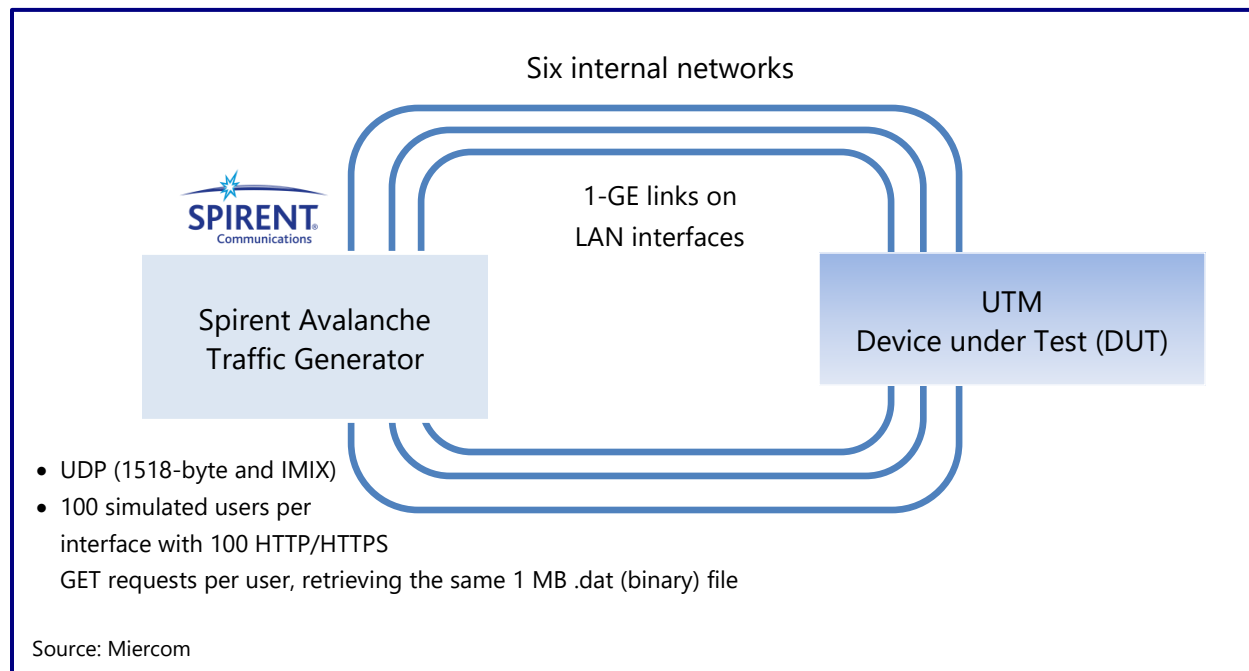 Six internal networks
SPIRENT®
Communications
1-GE links on
LAN interfaces
Spirent Avalanche
Traffic Generator
UTM
Device under Test (DUT)
• UDP (1518-byte and IMIX)
• 100 simulated users per
interface with 100 HTTP/HTTPS
GET requests per user, retrieving the same 1 MB .dat (binary) file
Source: Miercom